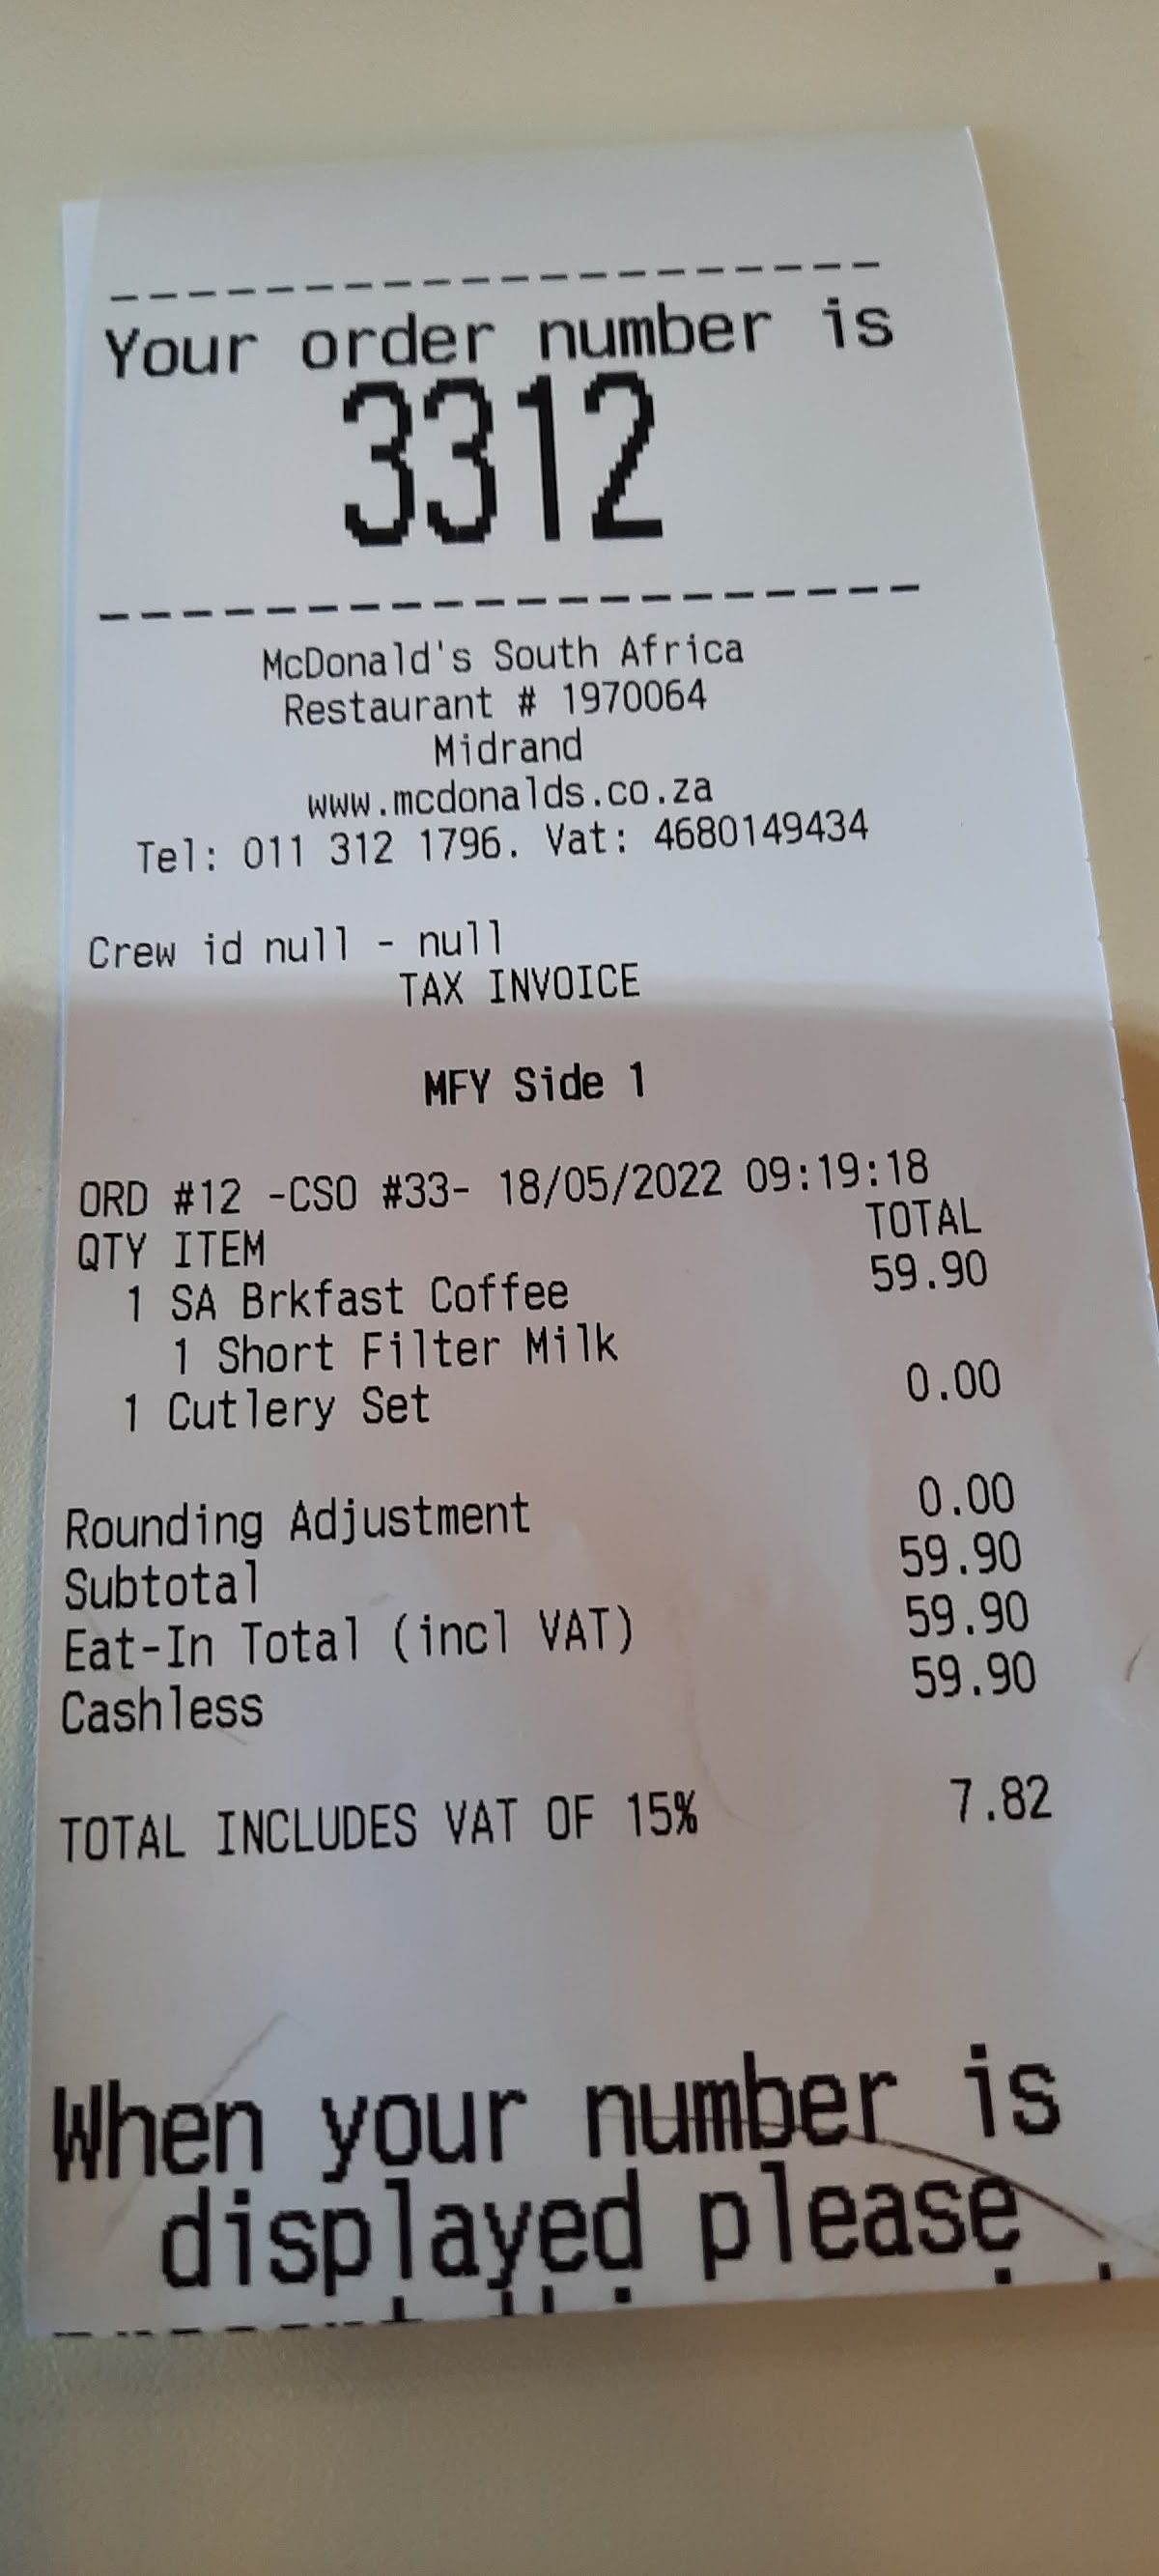 Your order number is
3312
McDonald's South Africa
Restaurant # 1970064
Midrand
www.mcdonalds.co.za
Tel: 011 312 1796. Vat: 4680149434
Crew id null - null
TAX INVOICE
MFY Side 1
ORD #12 -CSO #33- 18/05/2022 09:19:18
QTY ITEM TOTAL
1 SA Brkfast Coffee 59.90
1 Short Filter Milk
1 Cutlery Set 0.00
Rounding Adjustment 0.00
Subtotal 59.90
Eat-In Total (incl VAT) 59.90
Cashless 59.90
TOTAL INCLUDES VAT OF 15% 7.82
When your number is
displayed please